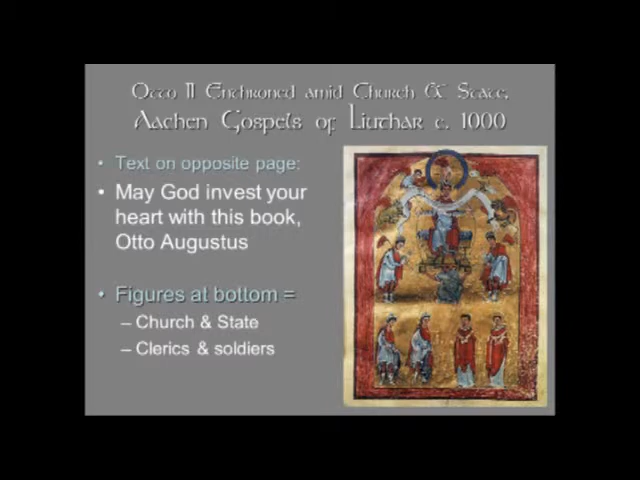 Otto II Enthroned amid Church & State,
Aachen Gospels of Liuthar c. 1000
• Text on opposite page:
• May God invest your
heart with this book,
Otto Augustus
• Figures at bottom =
– Church & State
– Clerics & soldiers